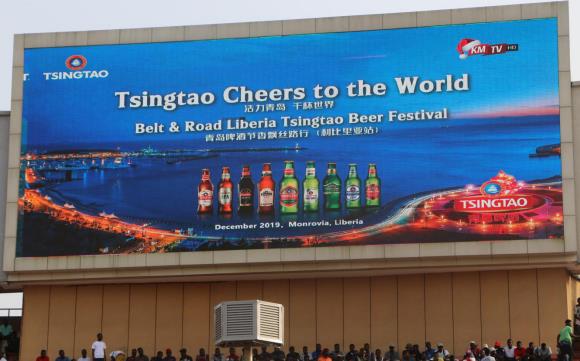 T.
TSINGTAO
KM TV HD
Tsingtao Cheers to the World
活力青岛 干杯世界
Belt & Road Liberia Tsingtao Beer Festival
青岛啤酒节香飘丝路行（利比里亚站）
TSINGTAO
December 2019，Monrovia, Liberia